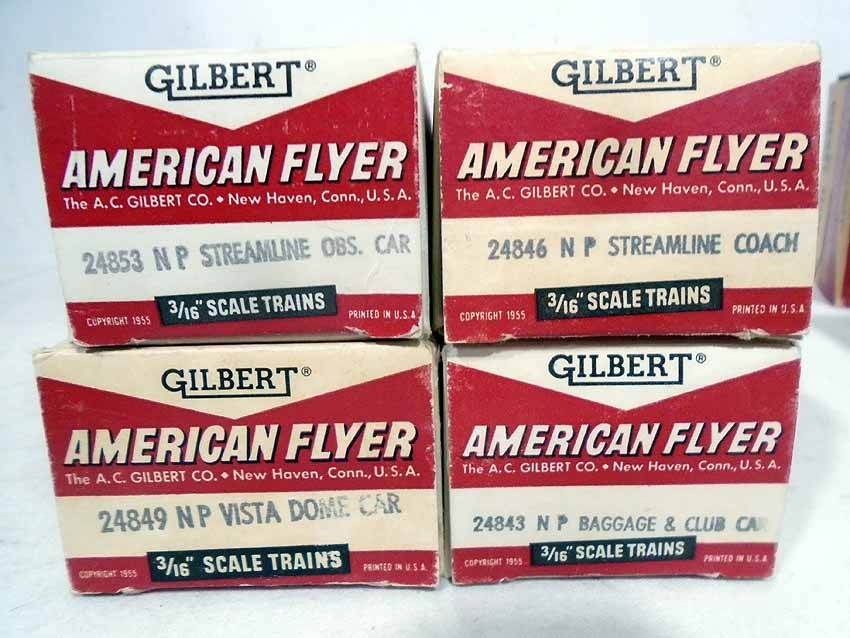 GILBERT®
AMERICAN FLYER
The A.C. GILBERT CO. • New Haven, Conn., U.S.A.
24853 N P STREAMLINE OBS. CAR
3/16" SCALE TRAINS
COPYRIGHT 1955
PRINTED IN U.S.A
GILBERT®
AMERICAN FLYER
The A.C. GILBERT CO. • New Haven, Conn., U.S.A.
24846 N P STREAMLINE COACH
3/16" SCALE TRAINS
COPYRIGHT 1955
PRINTED IN U.S.A.
GILBERT®
AMERICAN FLYER
The A.C. GILBERT CO. • New Haven, Conn., U.S.A.
24849 N P VISTA DOME CAR
3/16" SCALE TRAINS
COPYRIGHT 1955
PRINTED IN U.S.A.
GILBERT®
AMERICAN FLYER
The A.C. GILBERT CO. • New Haven, Conn., U.S.A.
24843 N P BAGGAGE & CLUB CAR
3/16" SCALE TRAINS
COPYRIGHT 1955
PRINTED IN U.S.A.